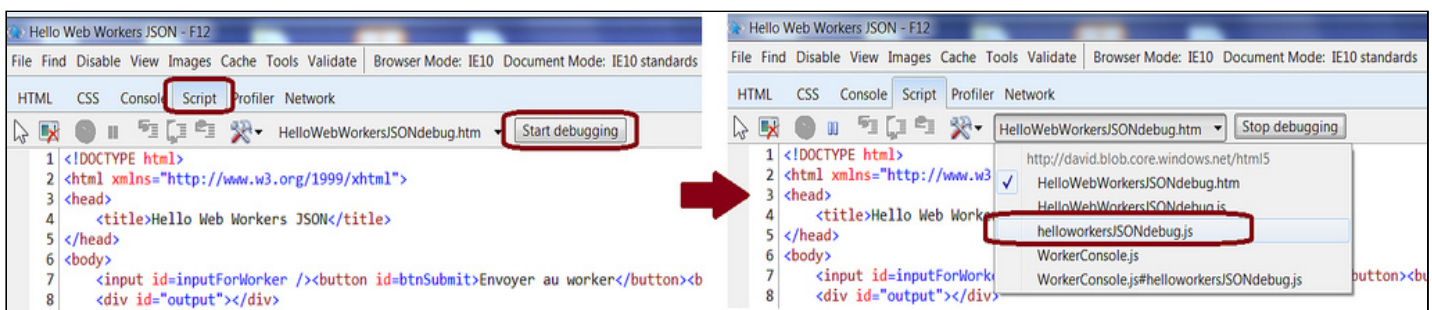 Hello Web Workers JSON - F12
File Find Disable View Images Cache Tools Validate Browser Mode: IE10 Document Mode: IE10 standards
HTML CSS Console Script Profiler Network
HelloWebWorkersJSONdebug.htm Start debugging
1 <!DOCTYPE html>
2 <html xmlns="http://www.w3.org/1999/xhtml">
3 <head>
4 <title>Hello Web Workers JSON</title>
5 </head>
6 <body>
7 <input id=inputForWorker /><button id=btnSubmit>Envoyer au worker</button><b
8 <div id="output"></div>
Hello Web Workers JSON - F12
File Find Disable View Images Cache Tools Validate Browser Mode: IE10 Document Mode: IE10 standards
HTML CSS Console Script Profiler Network
HelloWebWorkersJSONdebug.htm Stop debugging
1 <!DOCTYPE html>
2 <html xmlns="http://www.w3
3 <head>
4 <title>Hello Web Worke
5 </head>
6 <body>
7 <input id=inputForWorke button><bu
8 <div id="output"></div>
http://david.blob.core.windows.net/html5
HelloWebWorkersJSONdebug.htm
HelloWebWorkersJSONdebug.js
helloworkersJSONdebug.js
WorkerConsole.js
WorkerConsole.js#helloworkersJSONdebug.js